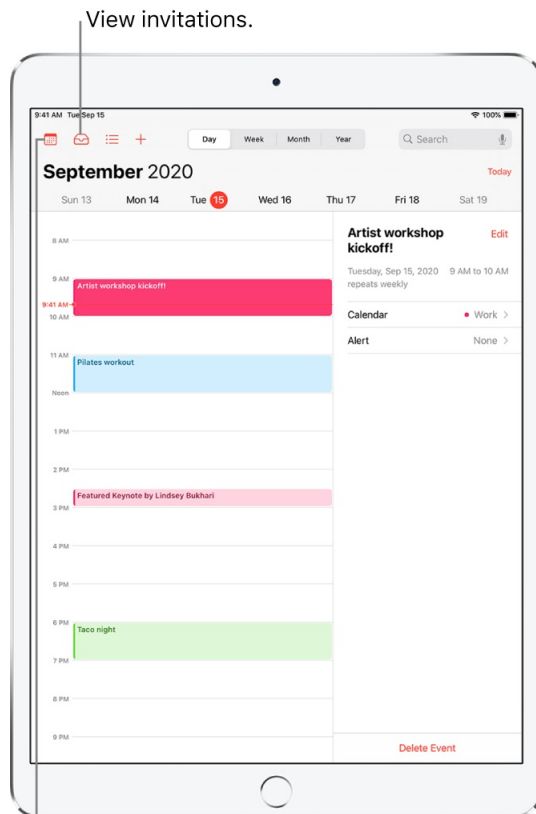 View invitations.
9:41 AM Tue Sep 15
100%
Day Week Month Year
Search
September 2020
Today
Sun 13 Mon 14 Tue 15 Wed 16 Thu 17 Fri 18 Sat 19
8 AM
9 AM
Artist workshop kickoff!
9:41 AM
10 AM
11 AM
Pilates workout
Noon
1 PM
2 PM
Featured Keynote by Lindsey Bukhari
3 PM
4 PM
5 PM
6 PM
Taco night
7 PM
8 PM
9 PM
Artist workshop
kickoff!
Edit
Tuesday, Sep 15, 2020 9 AM to 10 AM
repeats weekly
Calendar Work
Alert None
Delete Event